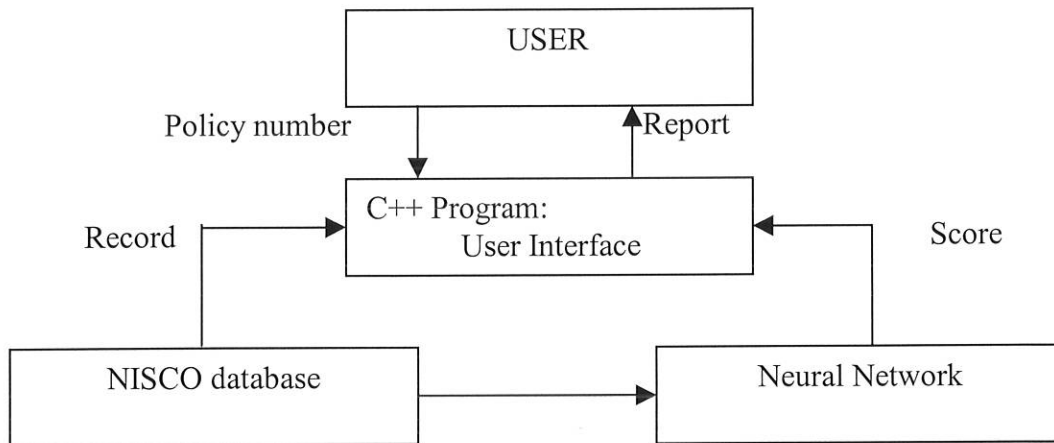 USER
Policy number
Report
C++ Program:
User Interface
Record
Score
NISCO database
Neural Network